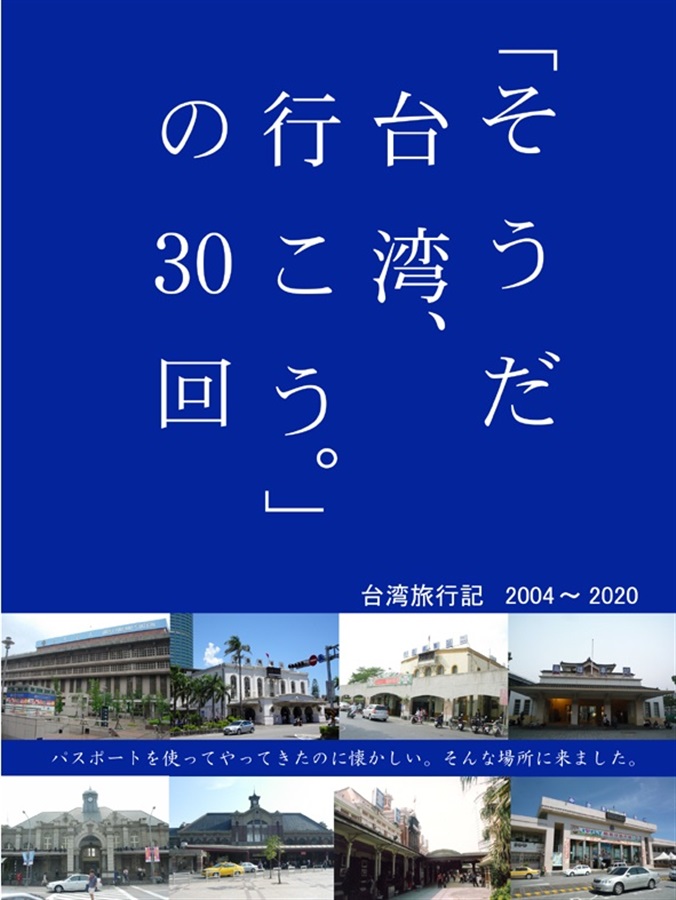 「そうだ
台湾、
行こう。」
の30回
台湾旅行記　2004～2020
パスポートを使ってやってきたのに懐かしい。そんな場所に来ました。